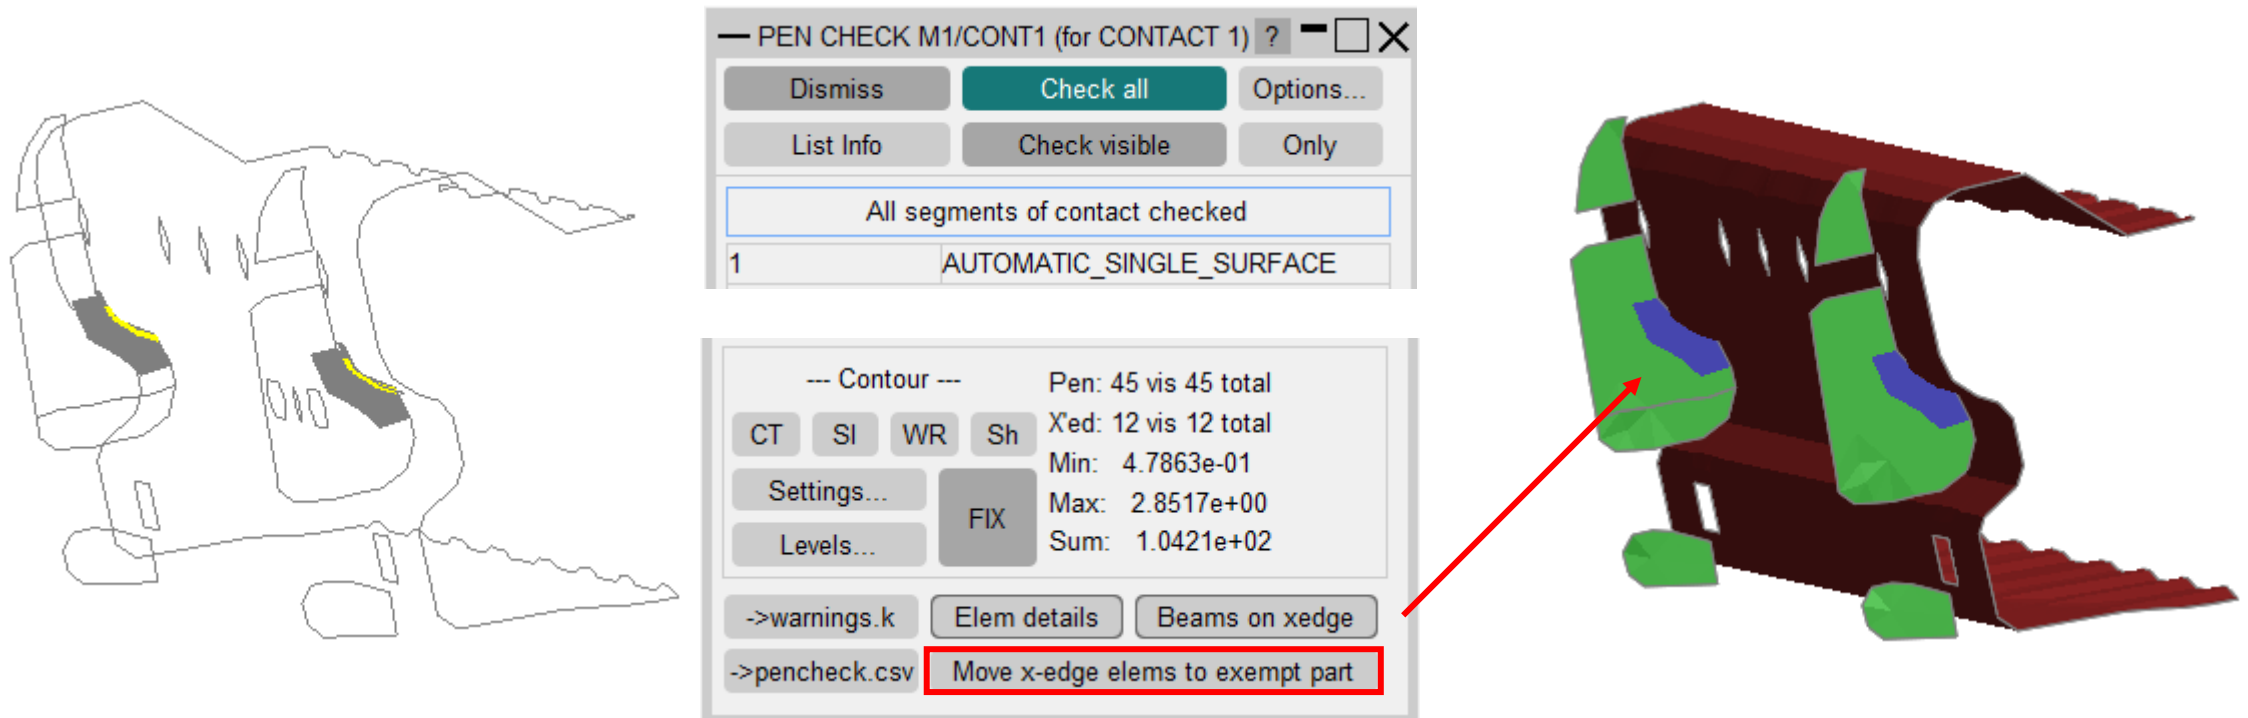 PEN CHECK M1/CONT1 (for CONTACT 1) ?
Dismiss Check all Options...
List Info Check visible Only
All segments of contact checked
1 AUTOMATIC_SINGLE_SURFACE
--- Contour --- Pen: 45 vis 45 total
CT SI WR Sh X'ed: 12 vis 12 total
Min: 4.7863e-01
Settings... FIX Max: 2.8517e+00
Levels... Sum: 1.0421e+02
->warnings.k Elem details Beams on xedge
->pencheck.csv Move x-edge elems to exempt part